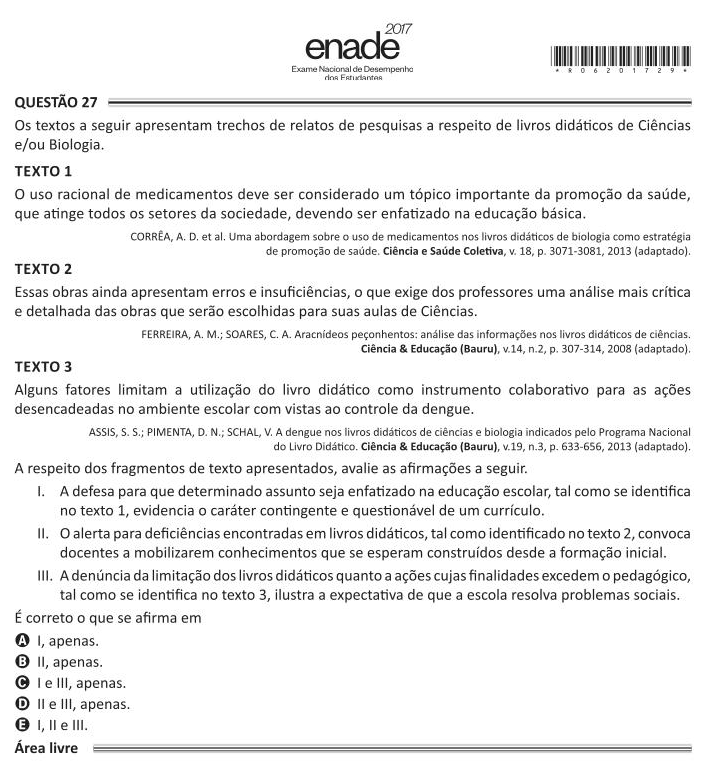 2017
enade
Exame Nacional de Desempenho
dos Estudantes
*R0620172 9*
QUESTÃO 27
Os textos a seguir apresentam trechos de relatos de pesquisas a respeito de livros didáticos de Ciências
e/ou Biologia.
TEXTO 1
O uso racional de medicamentos deve ser considerado um tópico importante da promoção da saúde,
que atinge todos os setores da sociedade, devendo ser enfatizado na educação básica.
CORRÊA, A. D. et al. Uma abordagem sobre o uso de medicamentos nos livros didáticos de biologia como estratégia
de promoção de saúde. Ciência e Saúde Coletiva, v. 18, p. 3071-3081, 2013 (adaptado).
TEXTO 2
Essas obras ainda apresentam erros e insuficiências, o que exige dos professores uma análise mais crítica
e detalhada das obras que serão escolhidas para suas aulas de Ciências.
FERREIRA, A. M.; SOARES, C. A. Aracnídeos peçonhentos: análise das informações nos livros didáticos de ciências.
Ciência & Educação (Bauru), v.14, n.2, p. 307-314, 2008 (adaptado).
TEXTO 3
Alguns fatores limitam a utilização do livro didático como instrumento colaborativo para as ações
desencadeadas no ambiente escolar com vistas ao controle da dengue.
ASSIS, S. S.; PIMENTA, D. N.; SCHAL, V. A dengue nos livros didáticos de ciências e biologia indicados pelo Programa Nacional
do Livro Didático. Ciência & Educação (Bauru), v.19, n.3, p. 633-656, 2013 (adaptado).
A respeito dos fragmentos de texto apresentados, avalie as afirmações a seguir.
I. A defesa para que determinado assunto seja enfatizado na educação escolar, tal como se identifica
no texto 1, evidencia o caráter contingente e questionável de um currículo.
II. O alerta para deficiências encontradas em livros didáticos, tal como identificado no texto 2, convoca
docentes a mobilizarem conhecimentos que se esperam construídos desde a formação inicial.
III. A denúncia da limitação dos livros didáticos quanto a ações cujas finalidades excedem o pedagógico,
tal como se identifica no texto 3, ilustra a expectativa de que a escola resolva problemas sociais.
É correto o que se afirma em
A I, apenas.
B II, apenas.
C I e III, apenas.
D II e III, apenas.
E I, II e III.
Área livre